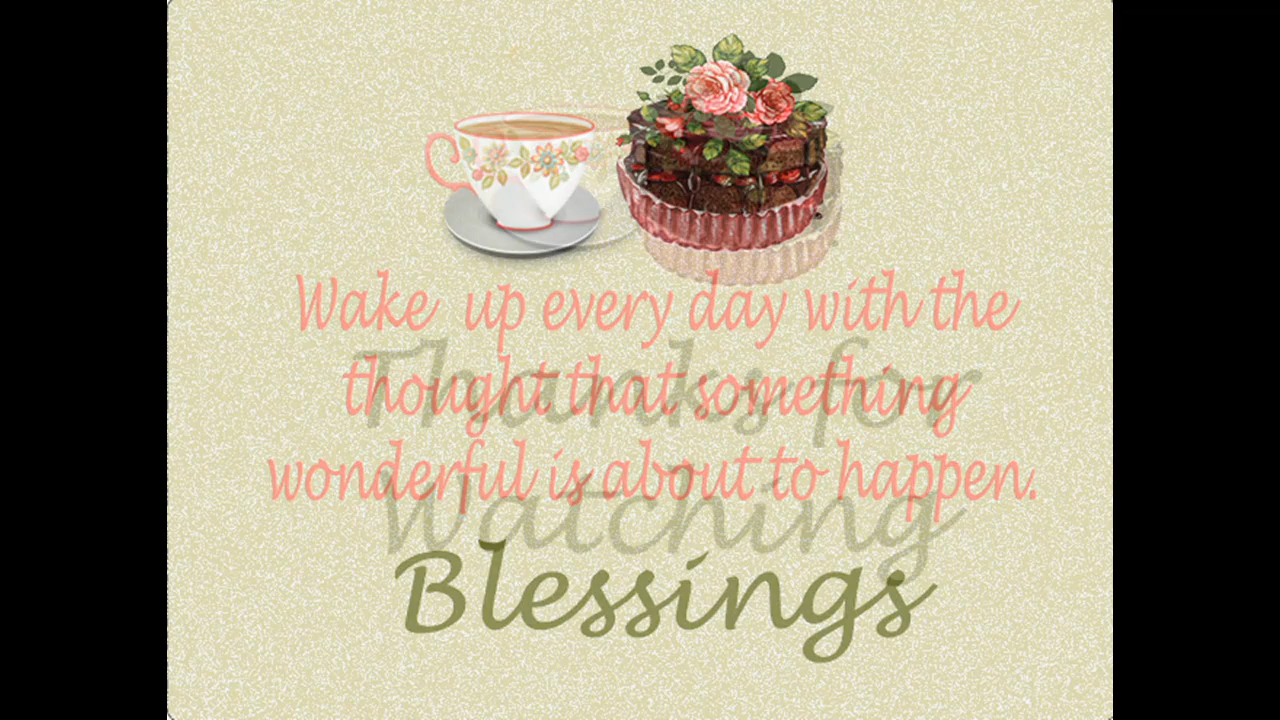 Wake up every day with the
Thanks for
thought that something
wonderful is about to happen.
Watching
Blessings